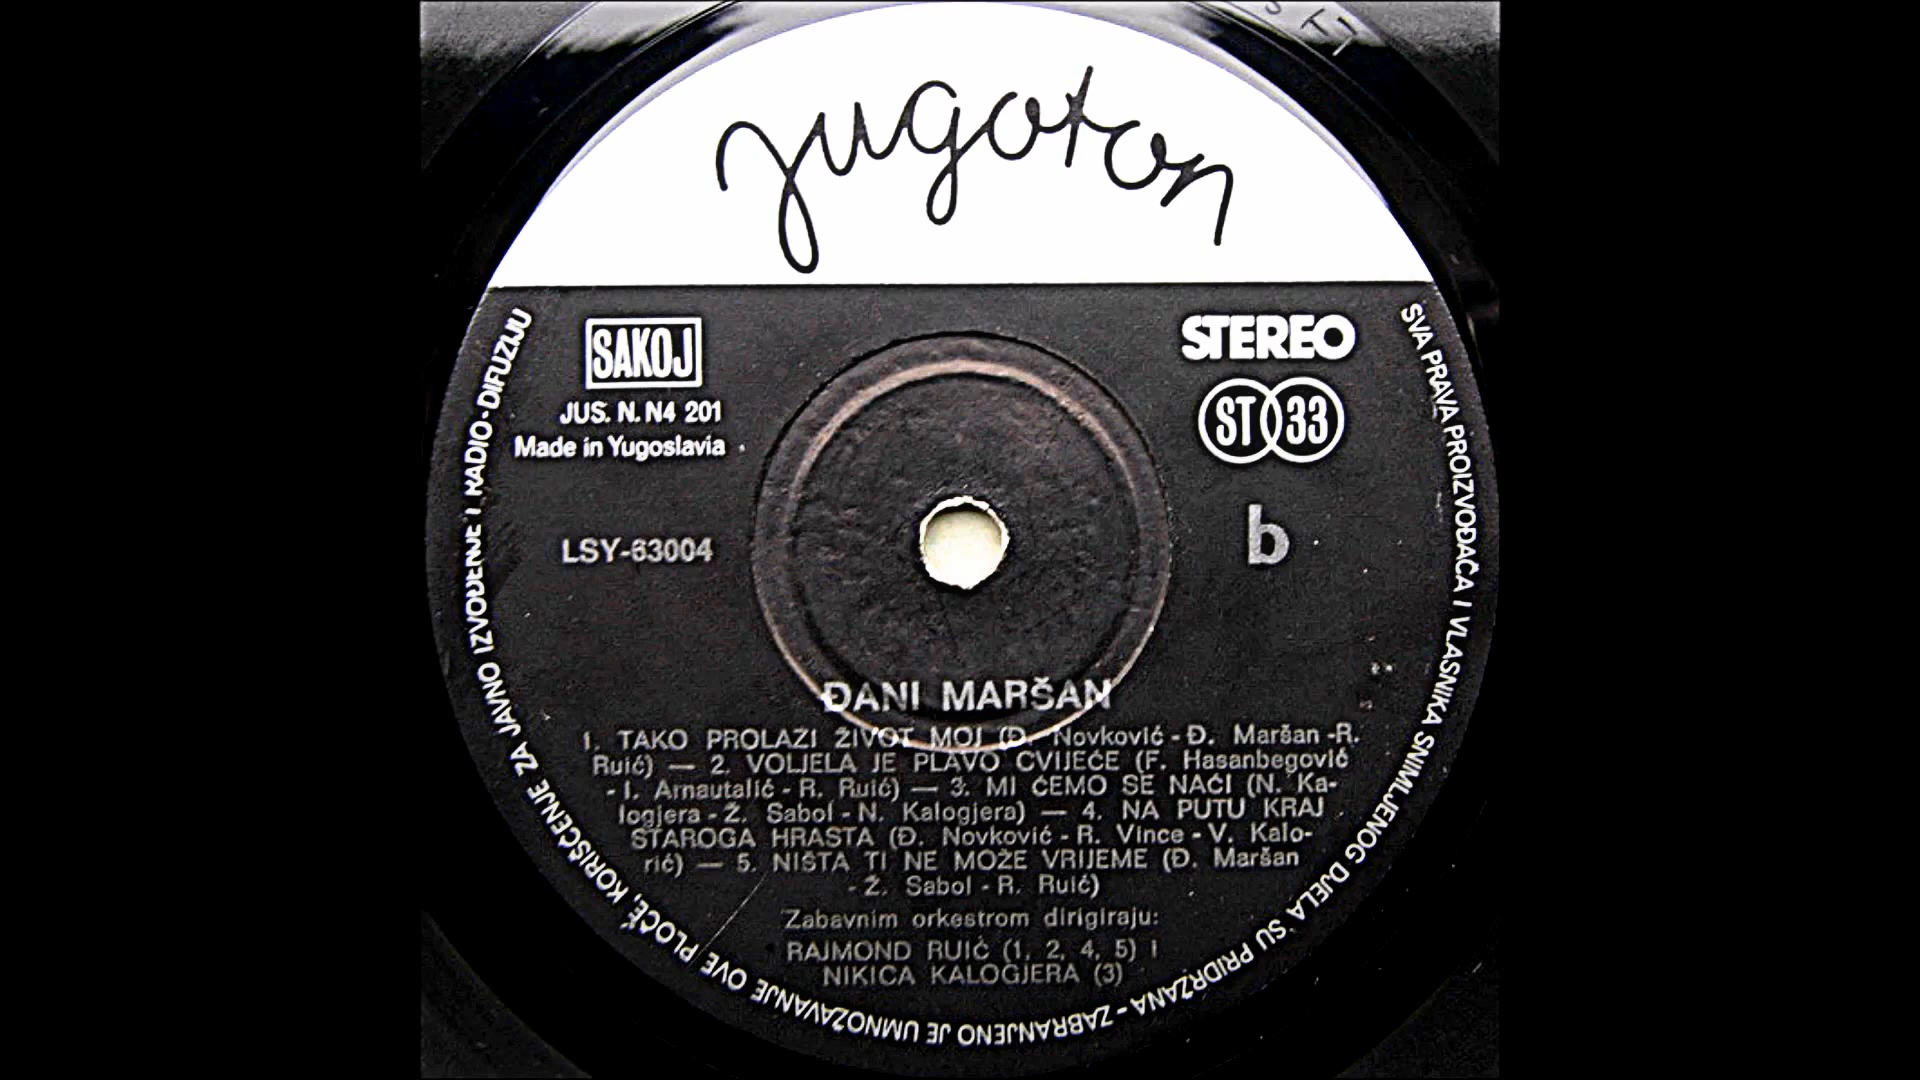 jugoton
SAKOJ
JUS. N. N4 201
Made in Yugoslavia
STEREO
ST 33
LSY-63004
b
ĐANI MARŠAN
1. TAKO PROLAZI ŽIVOT MOJ (Đ. Novković - Đ. Maršan -R.
Ruić) — 2. VOLJELA JE PLAVO CVIJEĆE (F. Hasanbegović
- I. Arnautalić - R. Ruić) — 3. MI ĆEMO SE NAĆI (N. Ka-
logjera - Ž. Sabol - N. Kalogjera) — 4. NA PUTU KRAJ
STAROGA HRASTA (Đ. Novković - R. Vince - V. Kalo-
rić) — 5. NIŠTA TI NE MOŽE VRIJEME (Đ. Maršan
- Ž. Sabol - R. Ruić)
Zabavnim orkestrom dirigiraju:
RAJMOND RUIĆ (1, 2, 4, 5) I
NIKICA KALOGJERA (3)
SVA PRAVA PROIZVOĐAČA I VLASNIKA SNIMLJENOG DJELA SU PRIDRŽANA - ZABRANJENO JE UMNOŽAVANJE OVE PLOČE, KORIŠĆENJE ZA JAVNO IZVOĐENJE I RADIO-DIFUZIJU